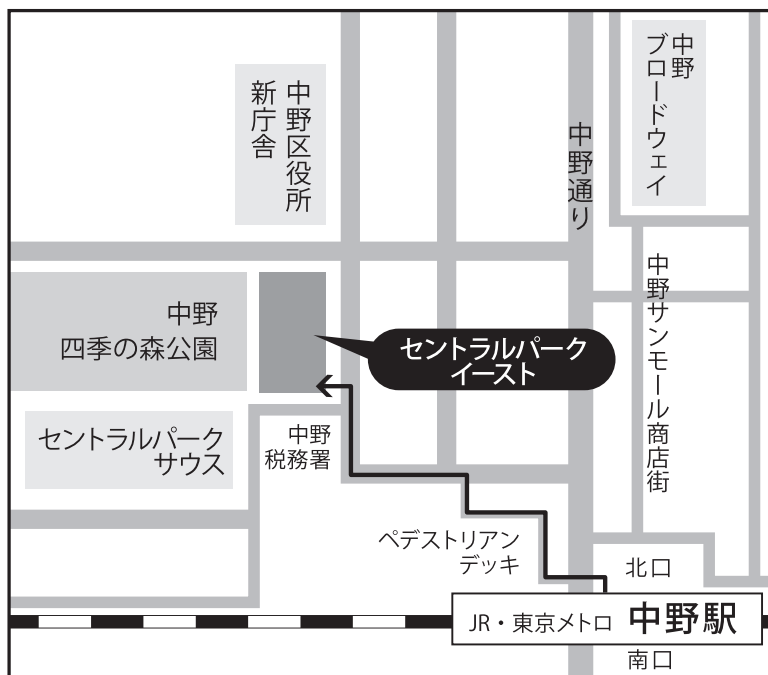 中野
ブロードウェイ
中野区役所
新庁舎
中野通り
中野サンモール商店街
中野
四季の森公園
セントラルパーク
イースト
セントラルパーク
サウス
中野
税務署
ペデストリアン
デッキ
北口
JR・東京メトロ 中野駅
南口